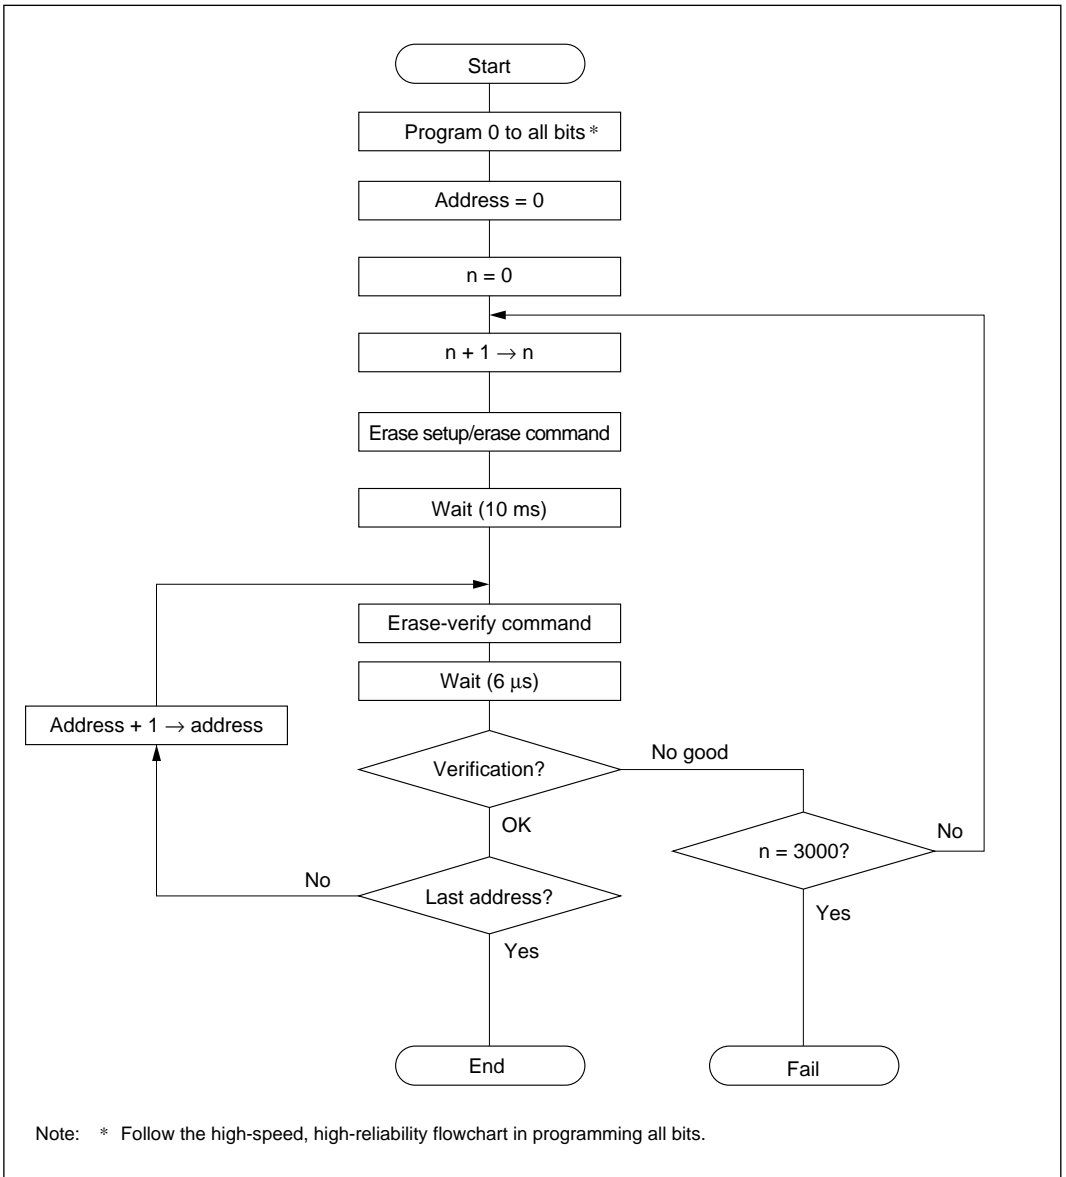 Start
Program 0 to all bits *
Address = 0
n = 0
n + 1 → n
Erase setup/erase command
Wait (10 ms)
Erase-verify command
Wait (6 μs)
Address + 1 → address
Verification?
No good
OK
n = 3000?
No
Last address?
No
Yes
Yes
End
Fail
Note: * Follow the high-speed, high-reliability flowchart in programming all bits.